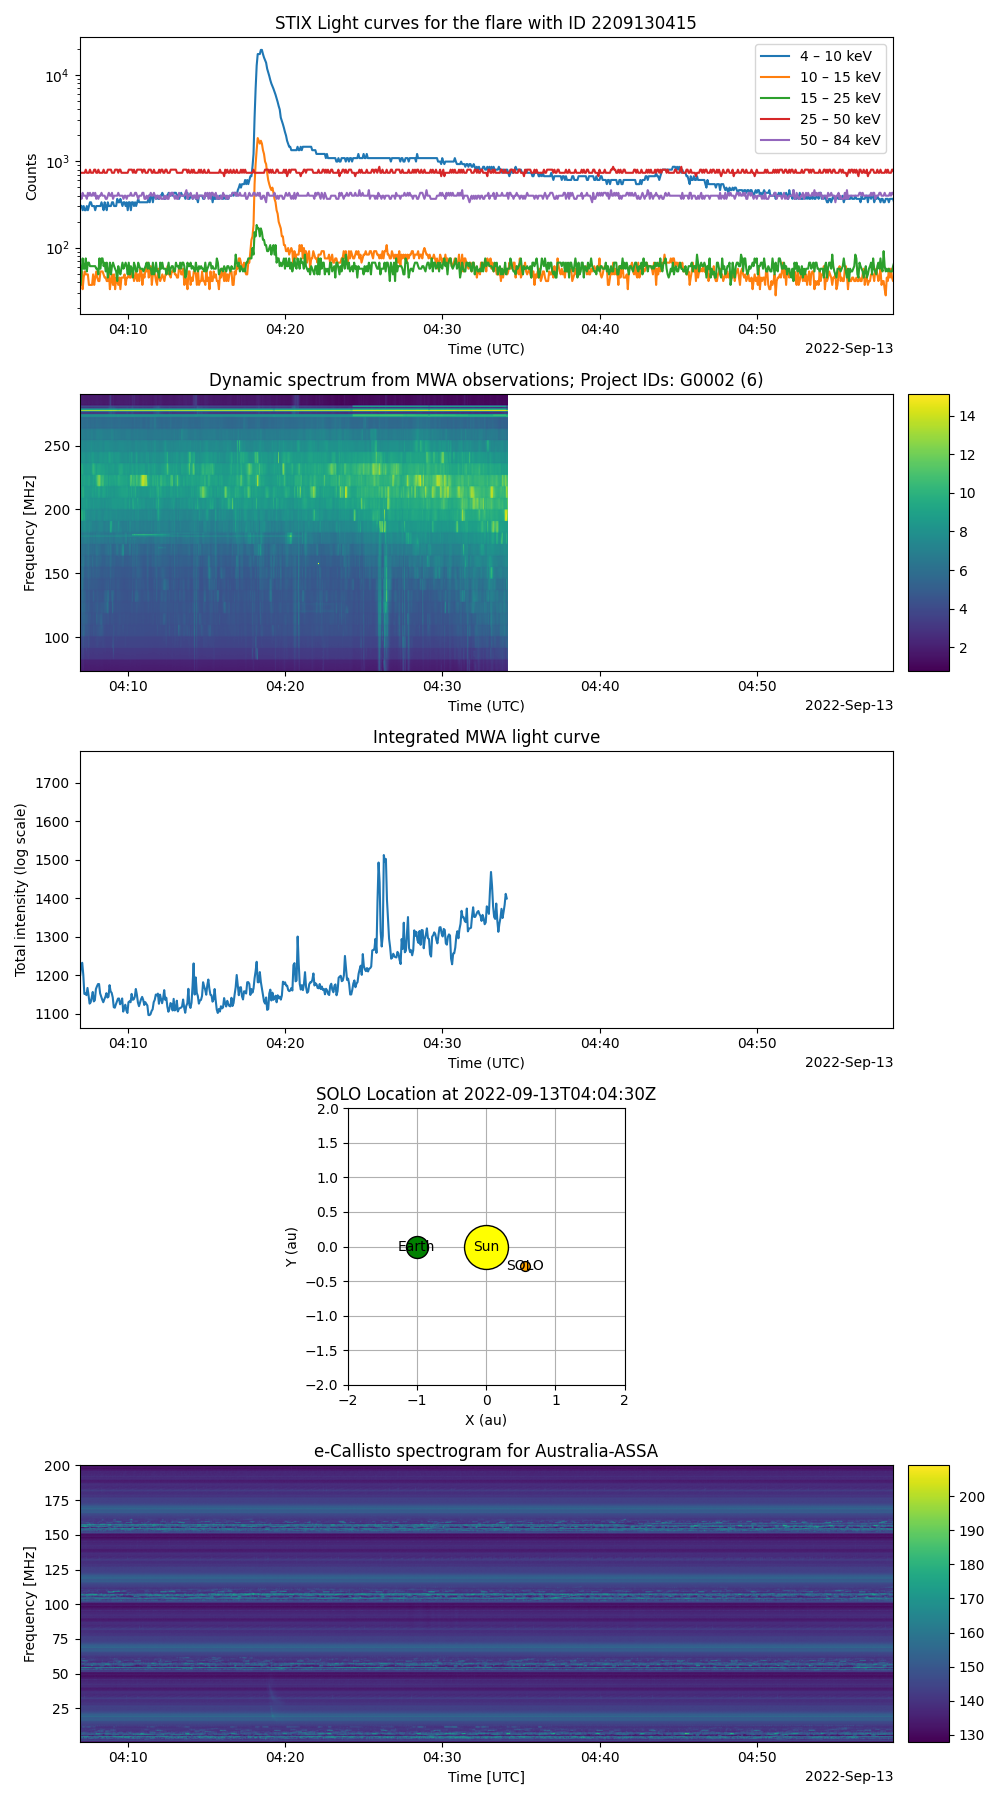 STIX Light curves for the flare with ID 2209130415
Counts
10^4
10^3
10^2
4 – 10 keV
10 – 15 keV
15 – 25 keV
25 – 50 keV
50 – 84 keV
04:10 04:20 04:30 04:40 04:50
Time (UTC)
2022-Sep-13
Dynamic spectrum from MWA observations; Project IDs: G0002 (6)
Frequency [MHz]
250
200
150
100
14
12
10
8
6
4
2
04:10 04:20 04:30 04:40 04:50
Time (UTC)
2022-Sep-13
Integrated MWA light curve
Total intensity (log scale)
1700
1600
1500
1400
1300
1200
1100
04:10 04:20 04:30 04:40 04:50
Time (UTC)
2022-Sep-13
SOLO Location at 2022-09-13T04:04:30Z
Y (au)
2.0
1.5
1.0
0.5
0.0
−0.5
−1.0
−1.5
−2.0
Earth
Sun
SOLO
−2 −1 0 1 2
X (au)
e-Callisto spectrogram for Australia-ASSA
Frequency [MHz]
200
175
150
125
100
75
50
25
200
190
180
170
160
150
140
130
04:10 04:20 04:30 04:40 04:50
Time [UTC]
2022-Sep-13